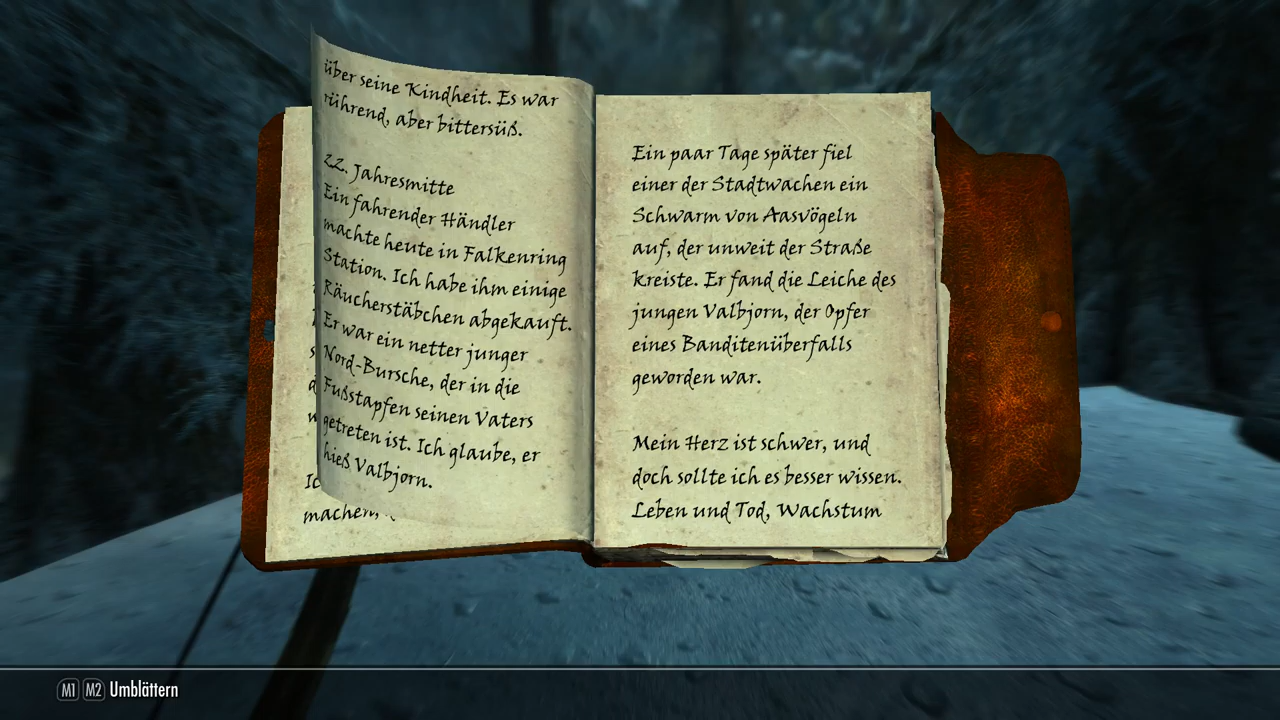 über seine Kindheit. Es war
rührend, aber bittersüß.
22. Jahresmitte
Ein fahrender Händler
machte heute in Falkenring
Station. Ich habe ihm einige
Räucherstäbchen abgekauft.
Er war ein netter junger
Nord-Bursche, der in die
Fußstapfen seinen Vaters
getreten ist. Ich glaube, er
hieß Valbjorn.
machen,
Ein paar Tage später fiel
einer der Stadtwachen ein
Schwarm von Aasvögeln
auf, der unweit der Straße
kreiste. Er fand die Leiche des
jungen Valbjorn, der Opfer
eines Banditenüberfalls
geworden war.
Mein Herz ist schwer, und
doch sollte ich es besser wissen.
Leben und Tod, Wachstum
M1 M2 Umblättern